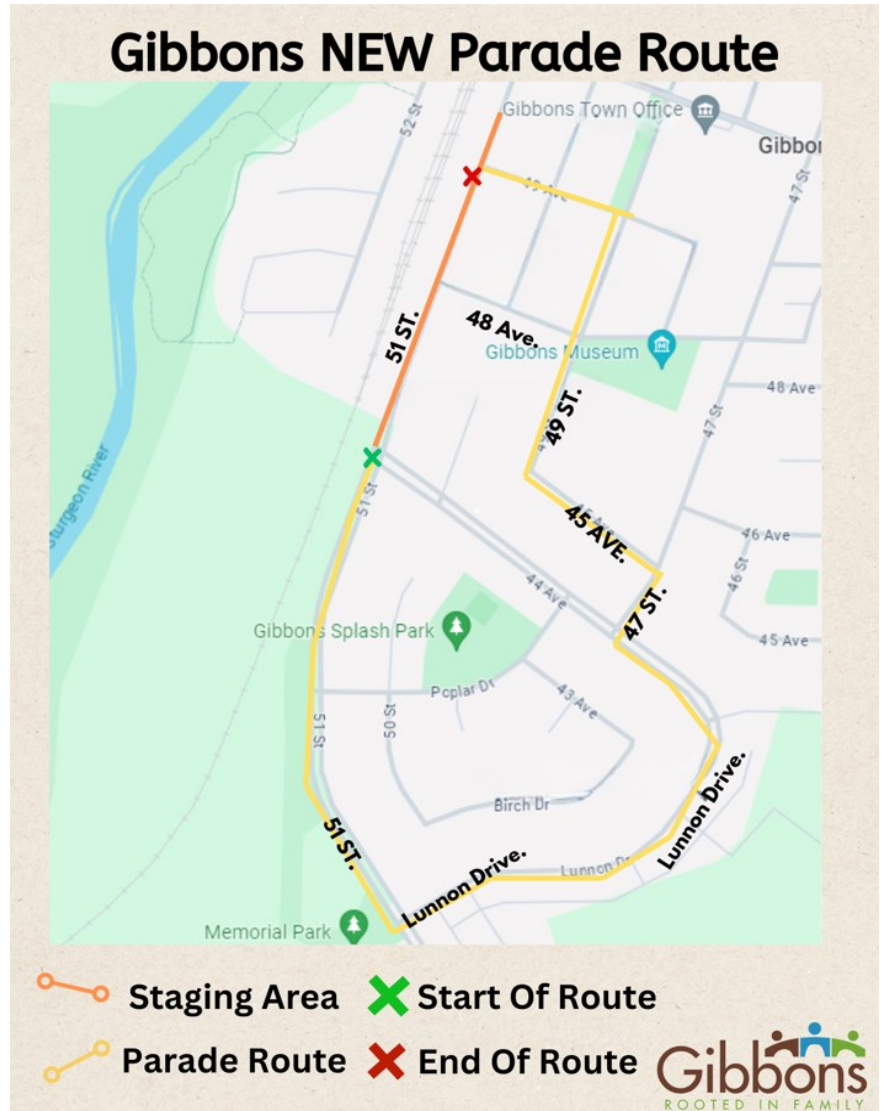 Gibbons NEW Parade Route
Gibbons Town Office
52 St
Gibbon
47 St
49 Ave
51 ST.
48 Ave.
Gibbons Museum
48 Ave
49 ST.
47 St
Sturgeon River
51 St
45 AVE.
46 Ave
46 St
44 Ave
47 ST.
Gibbons Splash Park
45 Ave
Poplar Dr
43 Ave
51 St
50 St
Birch Dr
Lunnon Drive.
51 ST.
Lunnon Dr
Lunnon Drive.
Memorial Park
Staging Area
Start Of Route
Parade Route
End Of Route
Gibbons
ROOTED IN FAMILY